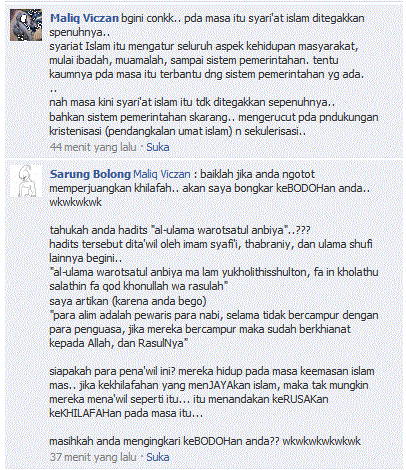 Maliq Viczan bgini conkk.. pda masa itu syari'at islam ditegakkan
spenuhnya..
syariat Islam itu mengatur seluruh aspek kehidupan masyarakat,
mulai ibadah, muamalah, sampai sistem pemerintahan. tentu
kaumnya pda masa itu terbantu dng sistem pemerintahan yg ada.
..
nah masa kini syari'at islam itu tdk ditegakkan sepenuhnya..
bahkan sistem pemerintahan skarang.. mengerucut pda pndukungan
kristenisasi (pendangkalan umat islam) n sekulerisasi..
44 menit yang lalu · Suka
Sarung Bolong Maliq Viczan : baiklah jika anda ngotot
memperjuangkan khilafah.. akan saya bongkar keBODOHan anda..
wkwkwkwk
tahukah anda hadits "al-ulama warotsatul anbiya"..???
hadits tersebut dita'wil oleh imam syafi'i, thabraniy, dan ulama shufi
lainnya begini..
"al-ulama warotsatul anbiya ma lam yukholithisshulton, fa in kholathu
salathin fa qod khonullah wa rasulah"
saya artikan (karena anda bego)
"para alim adalah pewaris para nabi, selama tidak bercampur dengan
para penguasa, jika mereka bercampur maka sudah berkhianat
kepada Allah, dan RasulNya"
siapakah para pena'wil ini? mereka hidup pada masa keemasan islam
mas.. jika kekhilafahan yang menJAYAkan islam, maka tak mungkin
mereka mena'wil seperti itu... itu menandakan keRUSAKan
keKHILAFAHan pada masa itu...
masihkah anda mengingkari keBODOHan anda?? wkwkwkwkwkwk
37 menit yang lalu · Suka